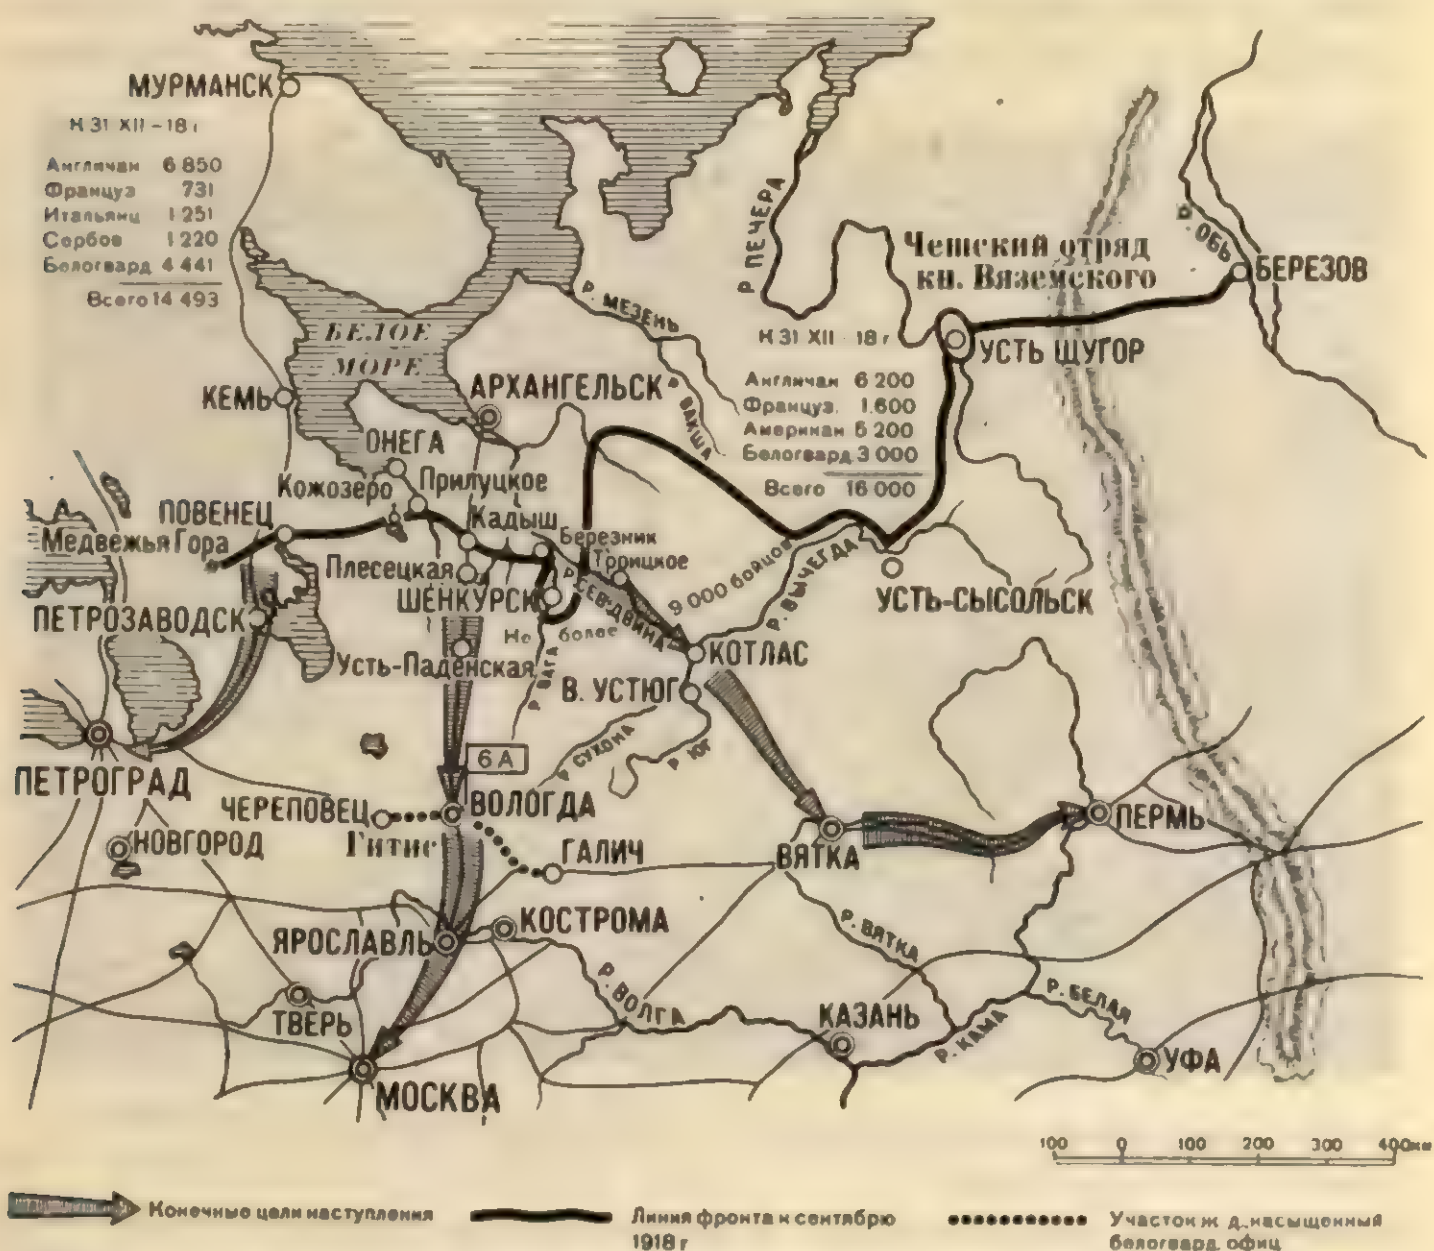 МУРМАНСК
К 31 XII – 18 г
Англичан 6 850
Француз 731
Итальянц 1 251
Сербов 1 220
Белогвард 4 441
Всего 14 493
БЕЛОЕ
МОРЕ
КЕМЬ
АРХАНГЕЛЬСК
ОНЕГА
Кожозеро
Прилуцкое
Кадыш
Березник
Троицкое
ПОВЕНЕЦ
Медвежья Гора
Плесецкая
ШЕНКУРСК
ПЕТРОЗАВОДСК
Усть-Паденская
Р. ВАГА
Р. СЕВ-ДВИНА
Не более
9 000 бойцов
Р. МЕЗЕНЬ
Р. ВАКША
Р ПЕЧЕРА
Чешский отряд
кн. Вяземского
Р. ОБЬ
БЕРЕЗОВ
К 31 XII 18 г
Англичан 6 200
Француз. 1.600
Американ 5 200
Белогвард 3 000
Всего 16 000
УСТЬ ЩУГОР
Р. ВЫЧЕГДА
УСТЬ-СЫСОЛЬСК
КОТЛАС
В. УСТЮГ
Р СУХОНА
Р ЮГ
ПЕТРОГРАД
НОВГОРОД
6 А
ЧЕРЕПОВЕЦ
ВОЛОГДА
Гитис
ГАЛИЧ
ВЯТКА
ПЕРМЬ
ЯРОСЛАВЛЬ
КОСТРОМА
ТВЕРЬ
МОСКВА
Р. ВОЛГА
Р. ВЯТКА
КАЗАНЬ
Р. КАМА
Р. БЕЛАЯ
УФА
100 0 100 200 300 400км
Конечные цели наступления
Линия фронта к сентябрю
1918 г
Участок ж д., насыщенный
белогвард. офиц